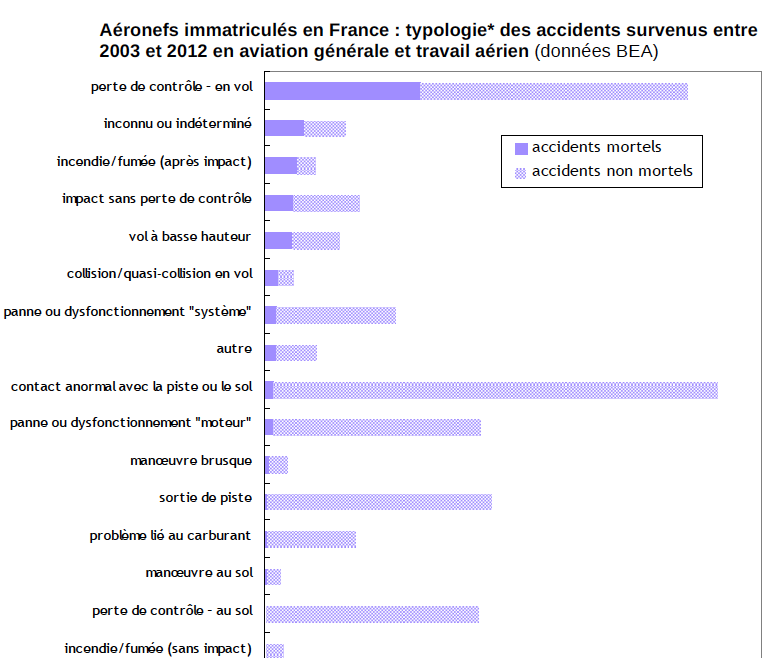 Aéronefs immatriculés en France : typologie* des accidents survenus entre
2003 et 2012 en aviation générale et travail aérien (données BEA)
perte de contrôle - en vol
inconnu ou indéterminé
accidents mortels
incendie/fumée (après impact)
accidents non mortels
impact sans perte de contrôle
vol à basse hauteur
collision/quasi-collision en vol
panne ou dysfonctionnement "système"
autre
contact anormal avec la piste ou le sol
panne ou dysfonctionnement "moteur"
manœuvre brusque
sortie de piste
problème lié au carburant
manœuvre au sol
perte de contrôle - au sol
incendie/fumée (sans impact)